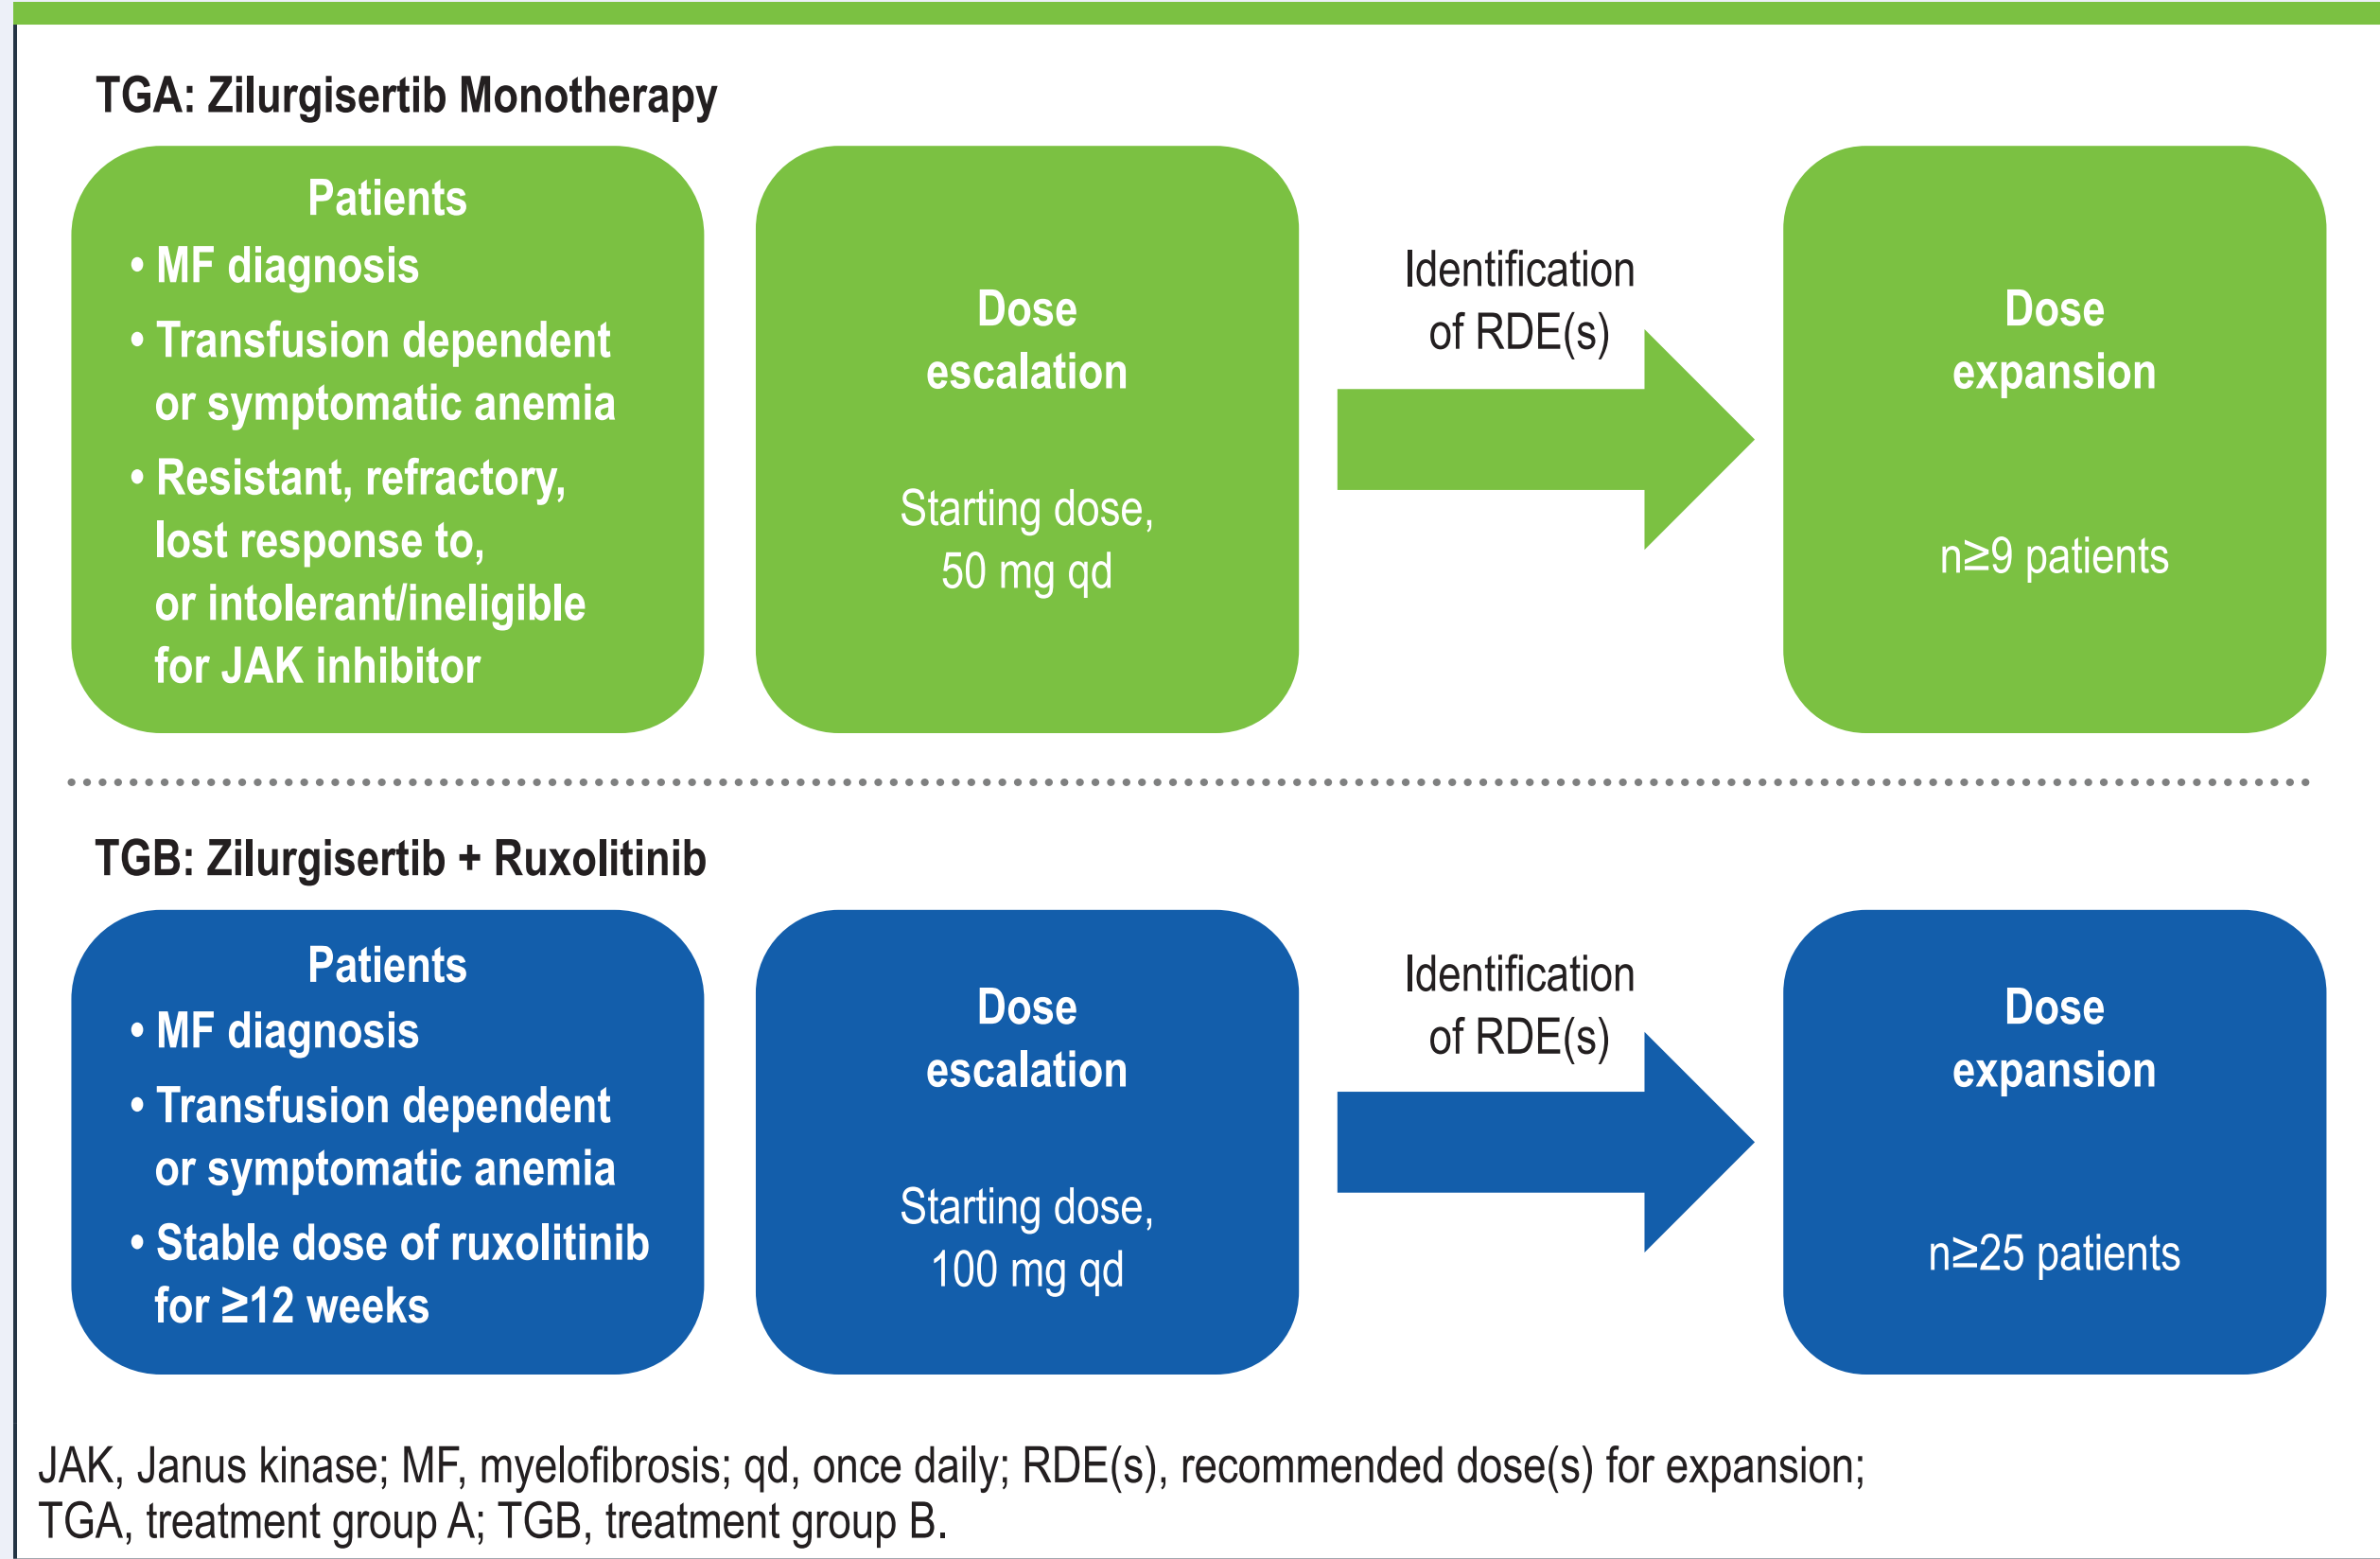 TGA: Zilurgisertib Monotherapy
Patients
• MF diagnosis
• Transfusion dependent
or symptomatic anemia
• Resistant, refractory,
lost response to,
or intolerant/ineligible
for JAK inhibitor
Dose
escalation
Starting dose,
50 mg qd
Identification
of RDE(s)
Dose
expansion
n≥9 patients
TGB: Zilurgisertib + Ruxolitinib
Patients
• MF diagnosis
• Transfusion dependent
or symptomatic anemia
• Stable dose of ruxolitinib
for ≥12 weeks
Dose
escalation
Starting dose,
100 mg qd
Identification
of RDE(s)
Dose
expansion
n≥25 patients
JAK, Janus kinase; MF, myelofibrosis; qd, once daily; RDE(s), recommended dose(s) for expansion;
TGA, treatment group A; TGB, treatment group B.